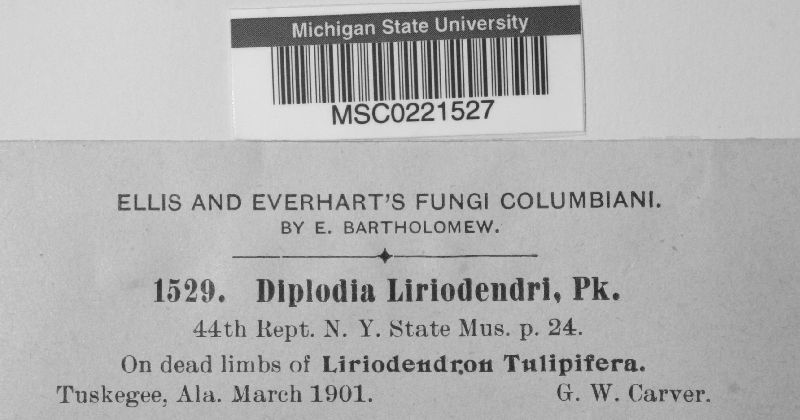 Michigan State University
MSC0221527
ELLIS AND EVERHART'S FUNGI COLUMBIANI.
BY E. BARTHOLOMEW.
1529. Diplodia Liriodendri, Pk.
44th Rept. N. Y. State Mus. p. 24.
On dead limbs of Liriodendron Tulipifera.
Tuskegee, Ala. March 1901. G. W. Carver.